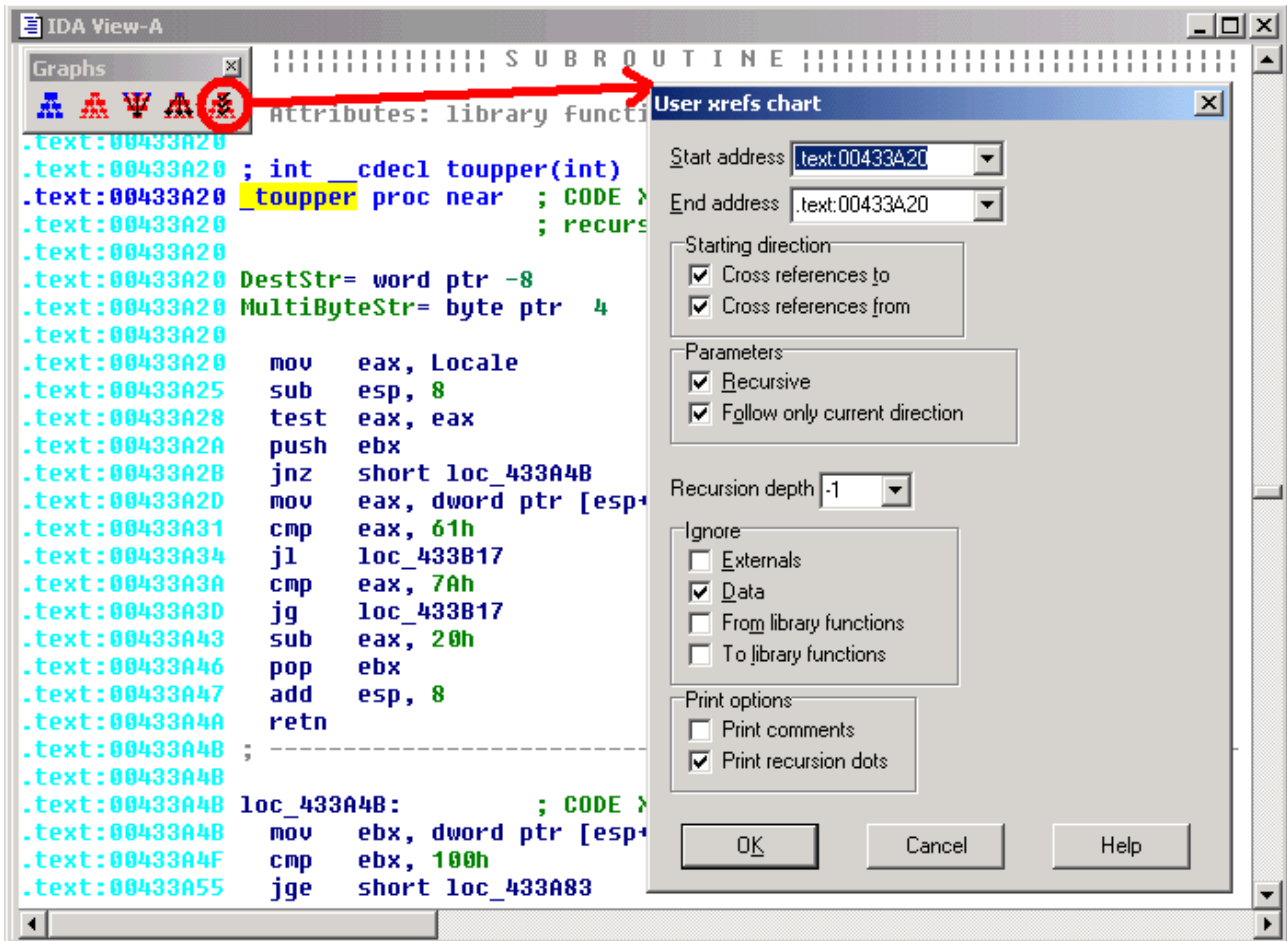 IDA View-A
Graphs
¦¦¦¦¦¦¦¦¦¦¦¦¦¦¦ S U B R O U T I N E ¦¦¦¦¦¦¦¦¦¦¦¦¦¦¦¦¦¦¦¦¦¦¦¦¦¦¦¦¦
Attributes: library
.text:00433A20
.text:00433A20 ; int __cdecl toupper(int)
.text:00433A20 _toupper proc near ; CODE
.text:00433A20 ; recurs
.text:00433A20
.text:00433A20 DestStr= word ptr -8
.text:00433A20 MultiByteStr= byte ptr 4
.text:00433A20
.text:00433A20 mov eax, Locale
.text:00433A25 sub esp, 8
.text:00433A28 test eax, eax
.text:00433A2A push ebx
.text:00433A2B jnz short loc_433A4B
.text:00433A2D mov eax, dword ptr [esp+
.text:00433A31 cmp eax, 61h
.text:00433A34 jl loc_433B17
.text:00433A3A cmp eax, 7Ah
.text:00433A3D jg loc_433B17
.text:00433A43 sub eax, 20h
.text:00433A46 pop ebx
.text:00433A47 add esp, 8
.text:00433A4A retn
.text:00433A4B ; ----------------------------------------
.text:00433A4B
.text:00433A4B loc_433A4B: ; CODE
.text:00433A4B mov ebx, dword ptr [esp+
.text:00433A4F cmp ebx, 100h
.text:00433A55 jge short loc_433A83
User xrefs chart
Start address .text:00433A20
End address .text:00433A20
Starting direction
Cross references to
Cross references from
Parameters
Recursive
Follow only current direction
Recursion depth -1
Ignore
Externals
Data
From library functions
To library functions
Print options
Print comments
Print recursion dots
OK
Cancel
Help